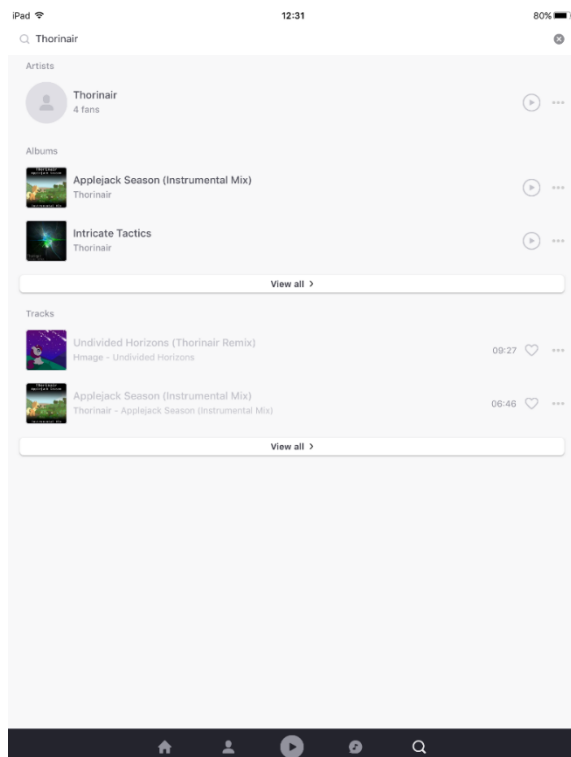 iPad 12:31 80%
Thorinair
Artists
Thorinair
4 fans
Albums
Applejack Season (Instrumental Mix)
Thorinair
Intricate Tactics
Thorinair
View all >
Tracks
Undivided Horizons (Thorinair Remix)
Hmage - Undivided Horizons
09:27
Applejack Season (Instrumental Mix)
Thorinair - Applejack Season (Instrumental Mix)
06:46
View all >